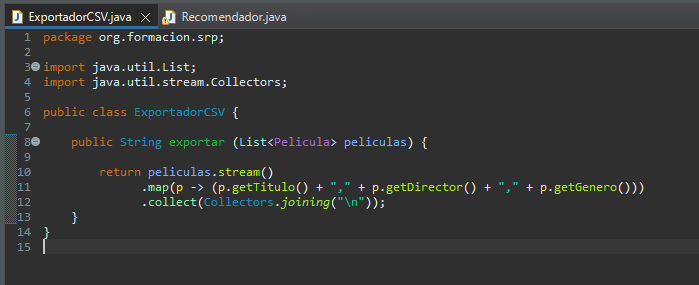 ExportadorCSV.java Recomendador.java
1 package org.formacion.srp;
2
3 import java.util.List;
4 import java.util.stream.Collectors;
5
6 public class ExportadorCSV {
7
8 public String exportar (List<Pelicula> peliculas) {
9
10 return peliculas.stream()
11 .map(p -> (p.getTitulo() + "," + p.getDirector() + "," + p.getGenero()))
12 .collect(Collectors.joining("\n"));
13 }
14 }
15